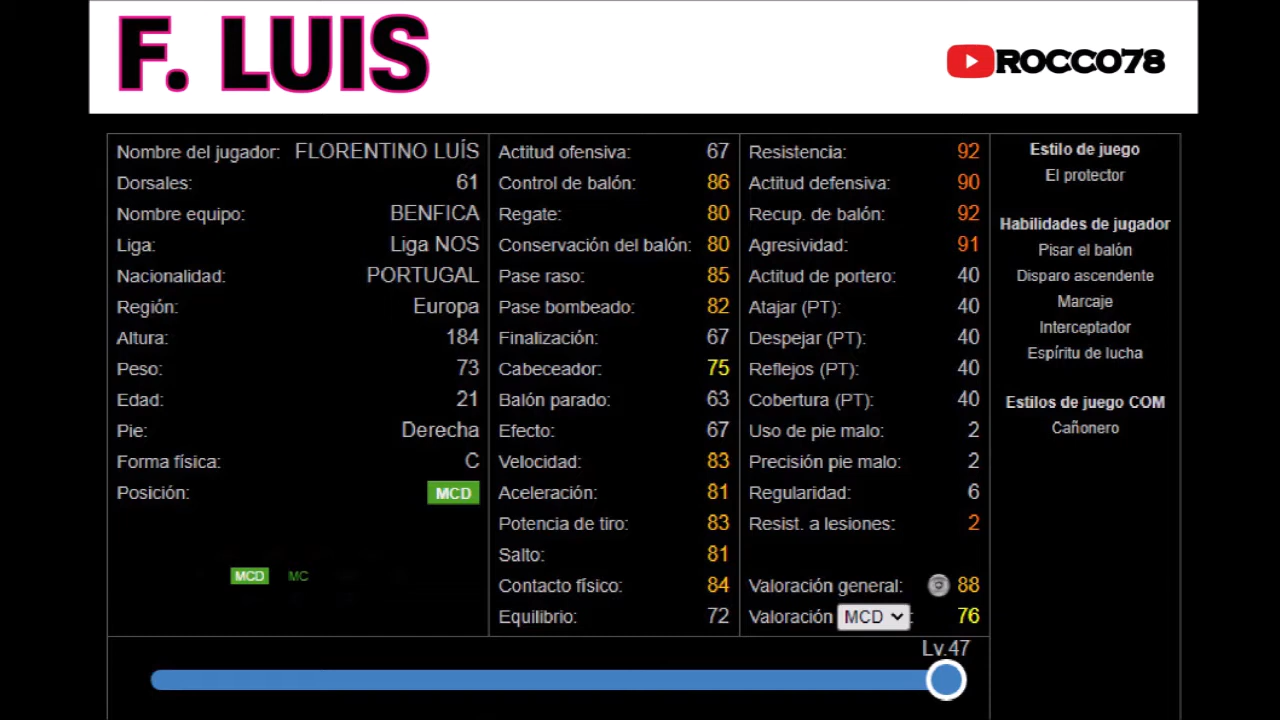 F. LUIS
ROCCO78
Nombre del jugador: FLORENTINO LUÍS
Dorsales: 61
Nombre equipo: BENFICA
Liga: Liga NOS
Nacionalidad: PORTUGAL
Región: Europa
Altura: 184
Peso: 73
Edad: 21
Pie: Derecha
Forma física: C
Posición: MCD
MCD MC
Actitud ofensiva: 67
Control de balón: 86
Regate: 80
Conservación del balón: 80
Pase raso: 85
Pase bombeado: 82
Finalización: 67
Cabeceador: 75
Balón parado: 63
Efecto: 67
Velocidad: 83
Aceleración: 81
Potencia de tiro: 83
Salto: 81
Contacto físico: 84
Equilibrio: 72
Resistencia: 92
Actitud defensiva: 90
Recup. de balón: 92
Agresividad: 91
Actitud de portero: 40
Atajar (PT): 40
Despejar (PT): 40
Reflejos (PT): 40
Cobertura (PT): 40
Uso de pie malo: 2
Precisión pie malo: 2
Regularidad: 6
Resist. a lesiones: 2
Valoración general: 88
Valoración MCD : 76
Estilo de juego
El protector
Habilidades de jugador
Pisar el balón
Disparo ascendente
Marcaje
Interceptador
Espíritu de lucha
Estilos de juego COM
Cañonero
Lv.47